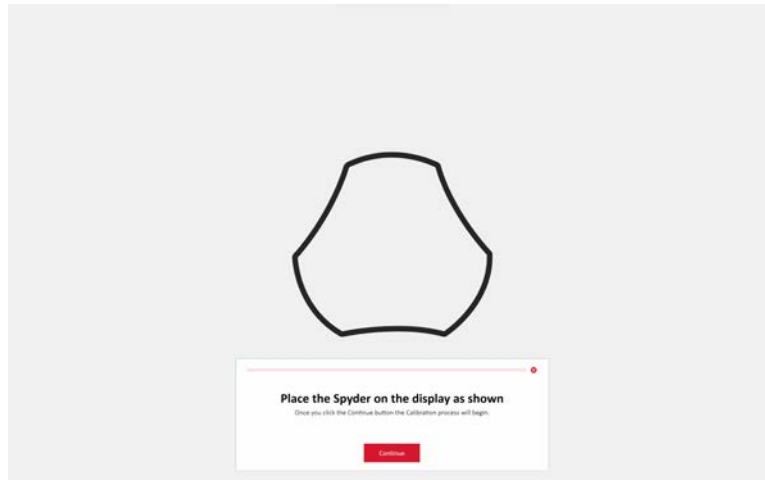 Place the Spyder on the display as shown
Once you click the Continue button the Calibration process will begin.
Continue